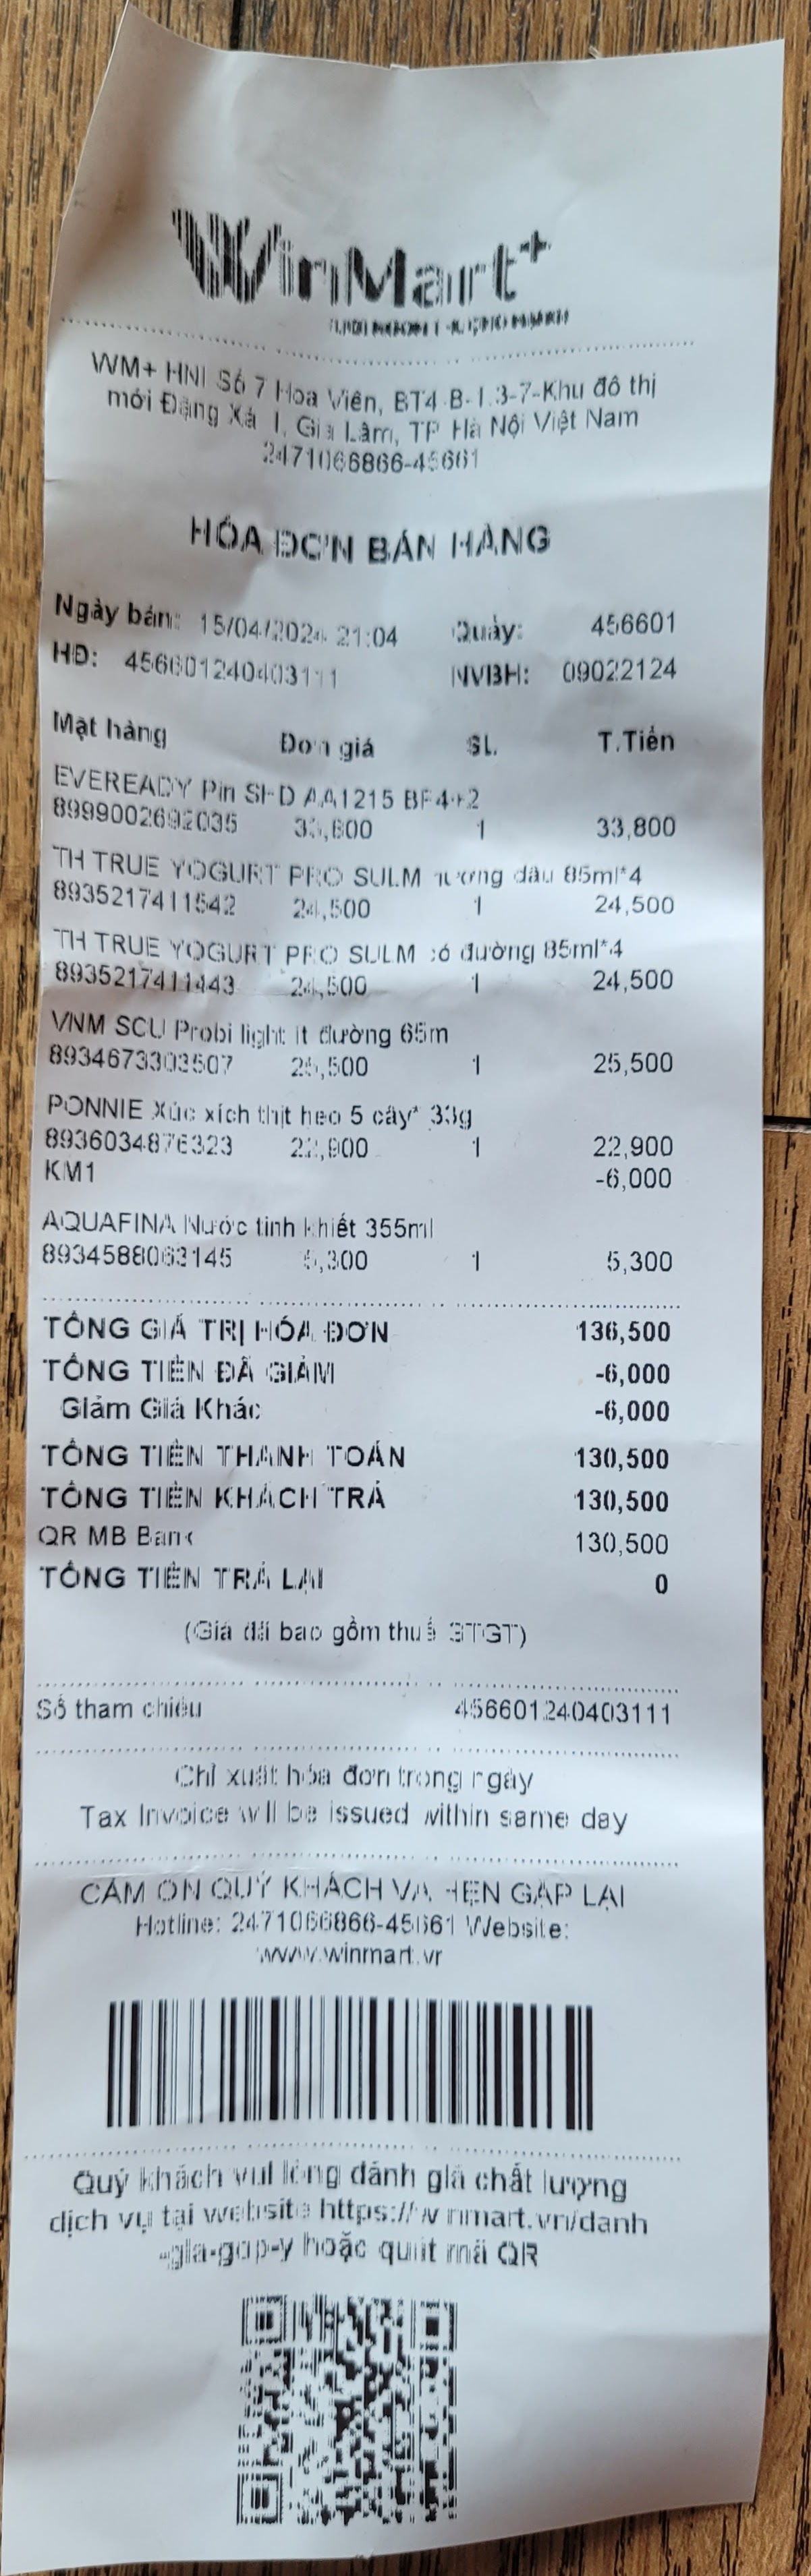 WinMart+
WM+ HNI Số 7 Hoa Viên, BT4-B-1.3-7-Khu đô thị
mới Đặng Xá 1, Gia Lâm, TP Hà Nội Việt Nam
2471066866-45661
HÓA ĐƠN BÁN HÀNG
Ngày bán: 15/04/2024 21:04 Quầy: 456601
HĐ: 456601240403111 NVBH: 09022124
Mặt hàng Đơn giá SL T.Tiền
EVEREADY Pin SHD AA1215 BF4+2
8999002692035 33,800 1 33,800
TH TRUE YOGURT PRO SULM hương dâu 85ml*4
8935217411542 24,500 1 24,500
TH TRUE YOGURT PRO SULM có đường 85ml*4
8935217411443 24,500 1 24,500
VNM SCU Probi light ít đường 65m
8934673303507 25,500 1 25,500
PONNIE Xúc xích thịt heo 5 cây* 33g
8936034876323 22,900 1 22,900
KM1 -6,000
AQUAFINA Nước tinh khiết 355ml
8934588063145 5,300 1 5,300
TỔNG GIÁ TRỊ HÓA ĐƠN 136,500
TỔNG TIỀN ĐÃ GIẢM -6,000
Giảm Giá Khác -6,000
TỔNG TIỀN THANH TOÁN 130,500
TỔNG TIỀN KHÁCH TRẢ 130,500
QR MB Bank 130,500
TỔNG TIỀN TRẢ LẠI 0
(Giá đã bao gồm thuế GTGT)
Số tham chiếu 456601240403111
Chỉ xuất hóa đơn trong ngày
Tax Invoice will be issued within same day
CẢM ƠN QUÝ KHÁCH VÀ HẸN GẶP LẠI
Hotline: 2471066866-45661 Website:
www.winmart.vn
Quý khách vui lòng đánh giá chất lượng
dịch vụ tại website https://winmart.vn/danh
-gia-gop-y hoặc quét mã QR